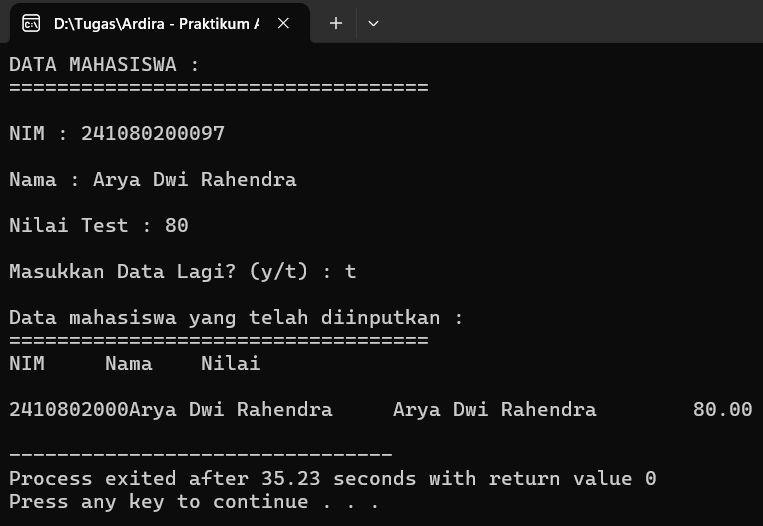 D:\Tugas\Ardira - Praktikum A
DATA MAHASISWA :
===================================
NIM : 241080200097
Nama : Arya Dwi Rahendra
Nilai Test : 80
Masukkan Data Lagi? (y/t) : t
Data mahasiswa yang telah diinputkan :
===================================
NIM     Nama    Nilai
2410802000Arya Dwi Rahendra     Arya Dwi Rahendra        80.00
--------------------------------
Process exited after 35.23 seconds with return value 0
Press any key to continue . . .